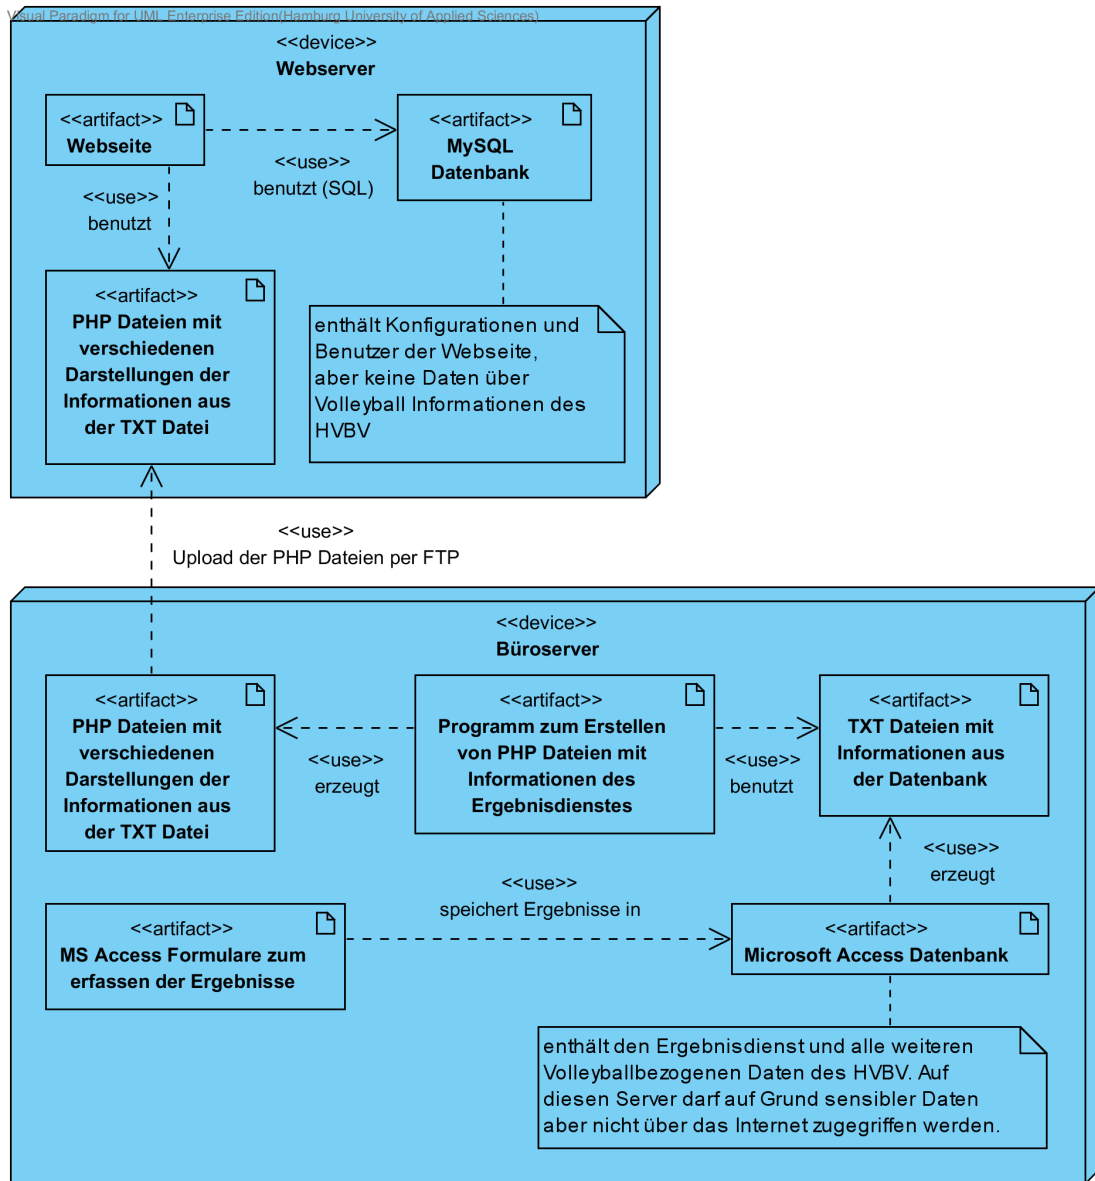 Visual Paradigm for UML Enterprise Edition(Hamburg University of Applied Sciences)
<<device>>
Webserver
<<artifact>>
Webseite
<<use>>
benutzt (SQL)
<<artifact>>
MySQL
Datenbank
<<use>>
benutzt
<<artifact>>
PHP Dateien mit
verschiedenen
Darstellungen der
Informationen aus
der TXT Datei
enthält Konfigurationen und
Benutzer der Webseite,
aber keine Daten über
Volleyball Informationen des
HVBV
<<use>>
Upload der PHP Dateien per FTP
<<device>>
Büroserver
<<artifact>>
PHP Dateien mit
verschiedenen
Darstellungen der
Informationen aus
der TXT Datei
<<use>>
erzeugt
<<artifact>>
Programm zum Erstellen
von PHP Dateien mit
Informationen des
Ergebnisdienstes
<<use>>
benutzt
<<artifact>>
TXT Dateien mit
Informationen aus
der Datenbank
<<use>>
erzeugt
<<artifact>>
MS Access Formulare zum
erfassen der Ergebnisse
<<use>>
speichert Ergebnisse in
<<artifact>>
Microsoft Access Datenbank
enthält den Ergebnisdienst und alle weiteren
Volleyballbezogenen Daten des HVBV. Auf
diesen Server darf auf Grund sensibler Daten
aber nicht über das Internet zugegriffen werden.